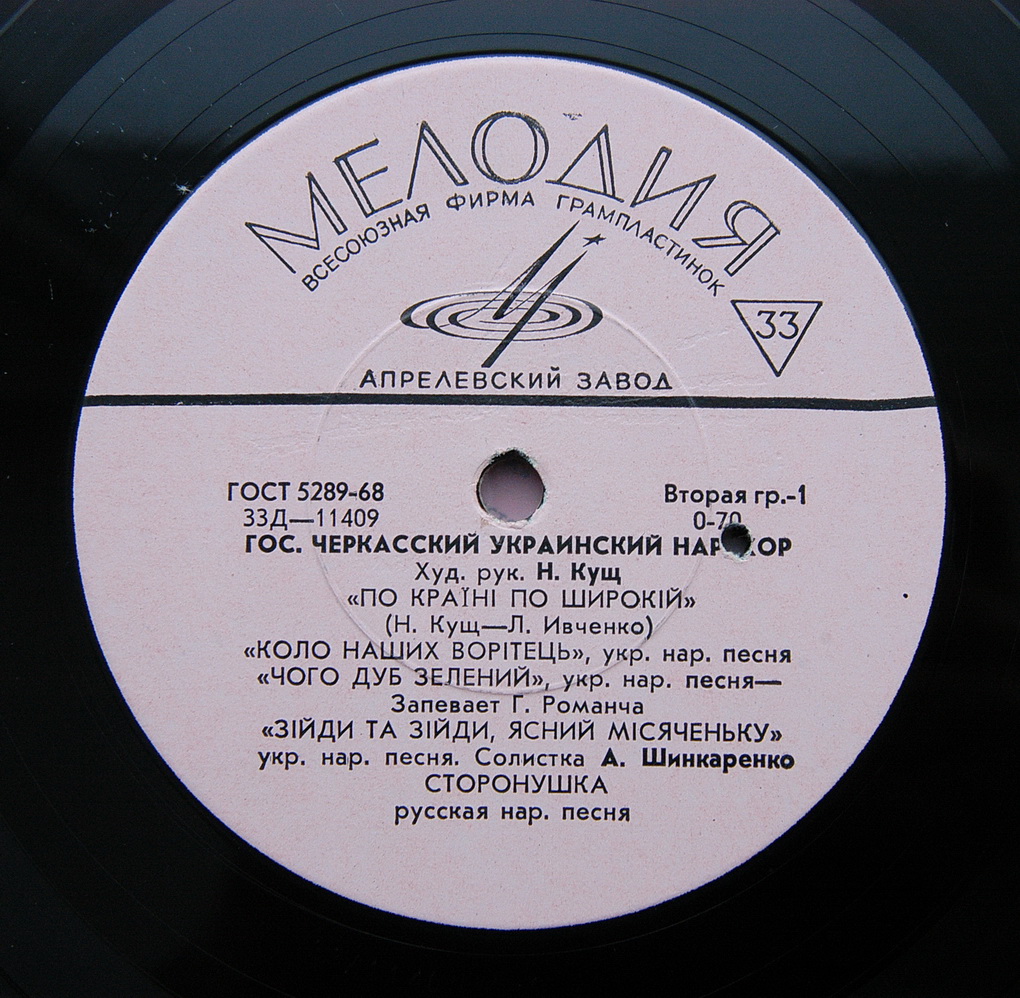 МЕЛОДИЯ
ВСЕСОЮЗНАЯ ФИРМА ГРАМПЛАСТИНОК
33
АПРЕЛЕВСКИЙ ЗАВОД
ГОСТ 5289-68 Вторая гр.-1
33Д—11409 0-70
ГОС. ЧЕРКАССКИЙ УКРАИНСКИЙ
Худ. рук. Н. Кущ
«ПО КРАЇНІ ПО ШИРОКІЙ»
(Н. Кущ—Л. Ивченко)
«КОЛО НАШИХ ВОРІТЕЦЬ», укр. нар. песня
«ЧОГО ДУБ ЗЕЛЕНИЙ», укр. нар. песня—
Запевает Г. Романча
«ЗІЙДИ ТА ЗІЙДИ, ЯСНИЙ МІСЯЧЕНЬКУ»
укр. нар. песня. Солистка А. Шинкаренко
СТОРОНУШКА
русская нар. песня